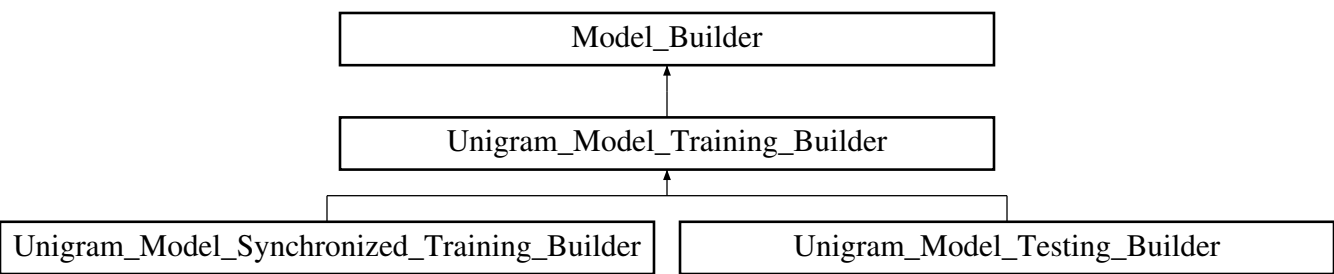 Model_Builder
Unigram_Model_Training_Builder
Unigram_Model_Synchronized_Training_Builder
Unigram_Model_Testing_Builder